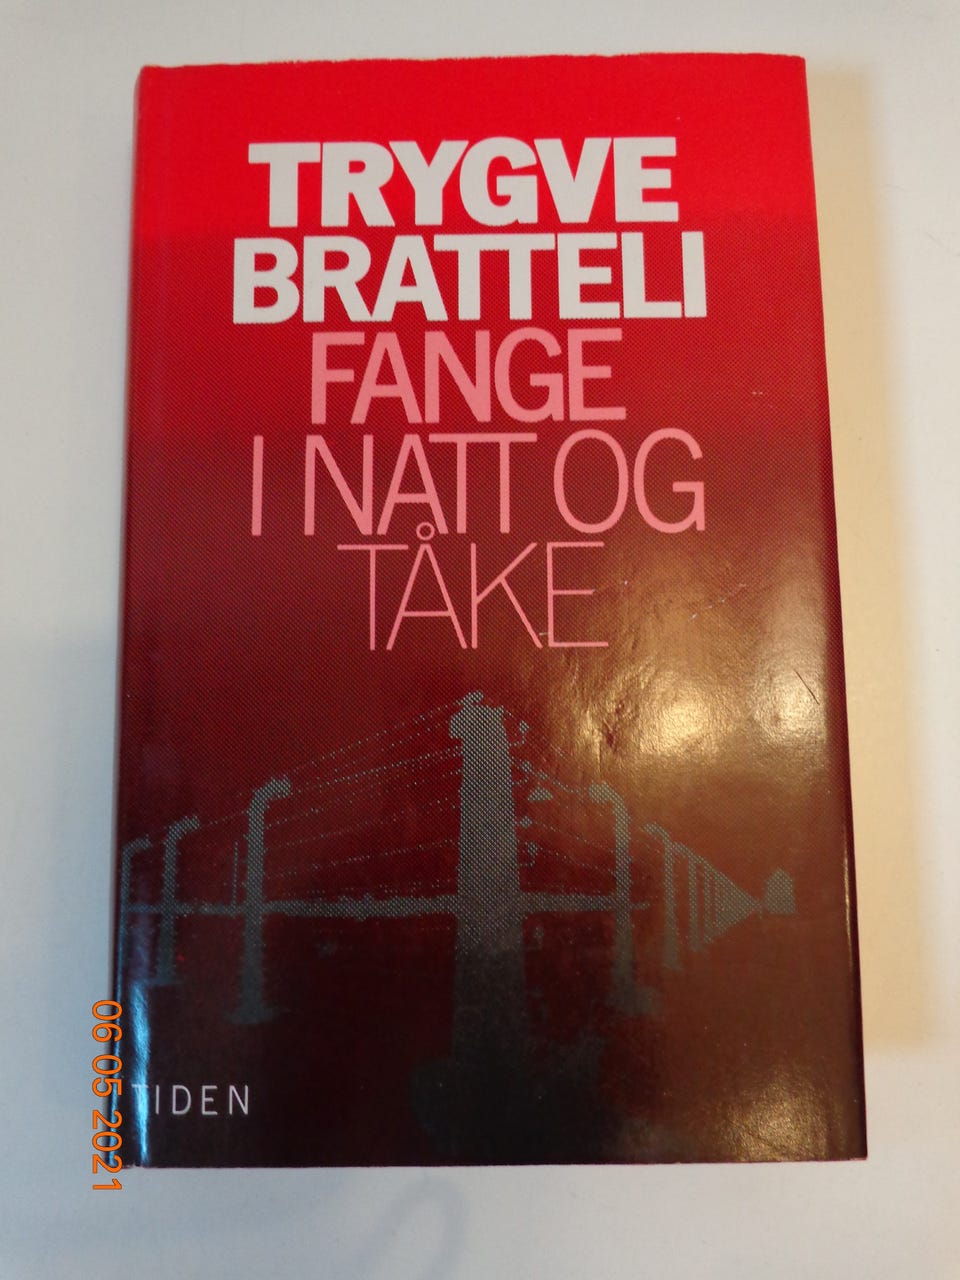 TRYGVE
BRATTELI
FANGE
I NATT OG
TÅKE
TIDEN
06 05 2021